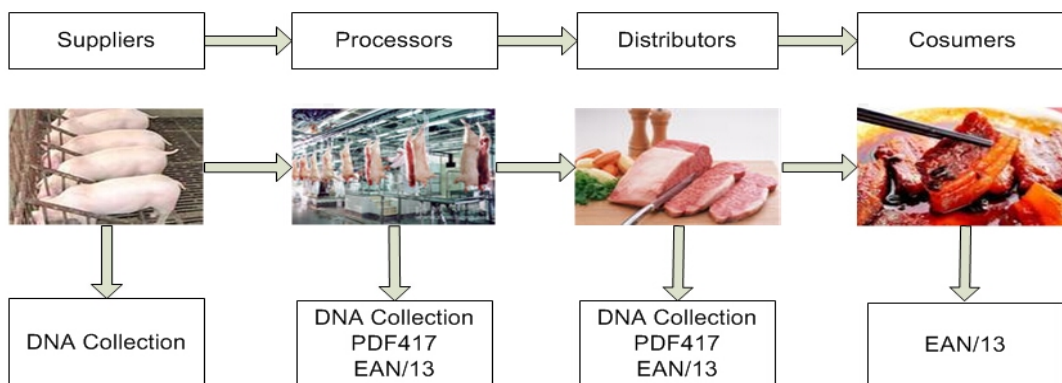 Suppliers
Processors
Distributors
Cosumers
DNA Collection
DNA Collection
PDF417
EAN/13
DNA Collection
PDF417
EAN/13
EAN/13